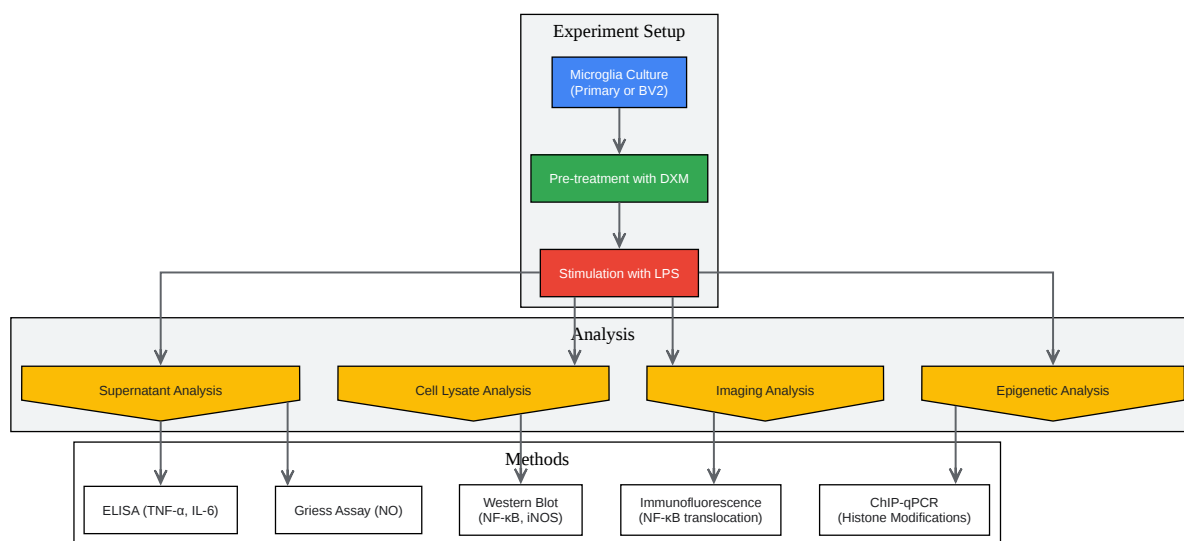 Experiment Setup
Microglia Culture
(Primary or BV2)
Pre-treatment with DXM
Stimulation with LPS
Analysis
Supernatant Analysis
Cell Lysate Analysis
Imaging Analysis
Epigenetic Analysis
Methods
ELISA (TNF-α, IL-6)
Griess Assay (NO)
Western Blot
(NF-κB, iNOS)
Immunofluorescence
(NF-κB translocation)
ChIP-qPCR
(Histone Modifications)